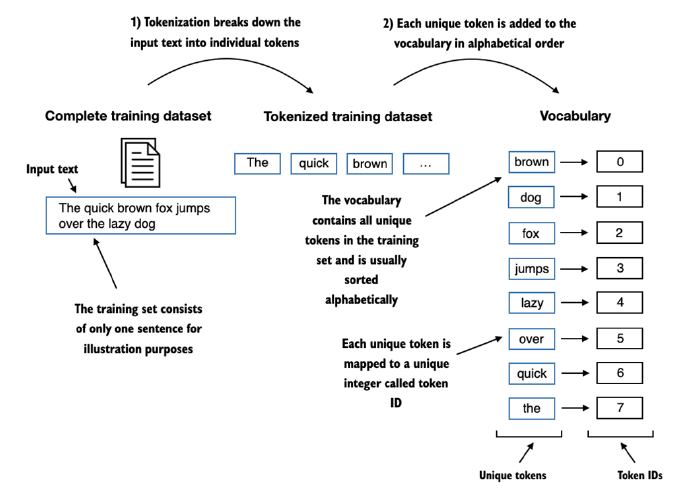 1) Tokenization breaks down the
input text into individual tokens
2) Each unique token is added to the
vocabulary in alphabetical order
Complete training dataset
Tokenized training dataset
Vocabulary
Input text
The quick brown fox jumps
over the lazy dog
The training set consists
of only one sentence for
illustration purposes
The quick brown ...
The vocabulary
contains all unique
tokens in the training
set and is usually
sorted
alphabetically
Each unique token is
mapped to a unique
integer called token
ID
brown 0
dog 1
fox 2
jumps 3
lazy 4
over 5
quick 6
the 7
Unique tokens
Token IDs